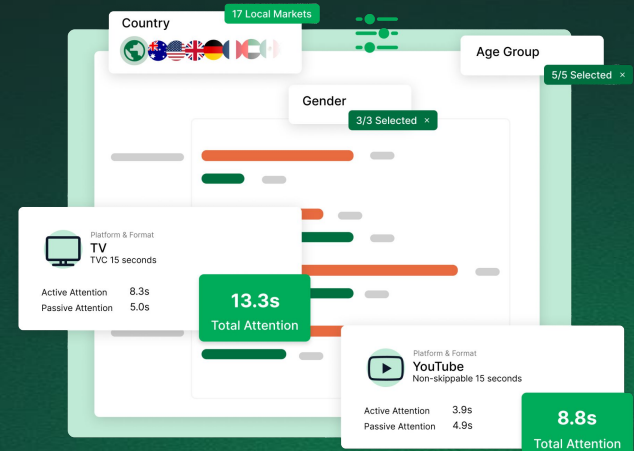 Country
17 Local Markets
Age Group
5/5 Selected ×
Gender
3/3 Selected ×
Platform & Format
TV
TVC 15 seconds
Active Attention 8.3s
Passive Attention 5.0s
13.3s
Total Attention
Platform & Format
YouTube
Non-skippable 15 seconds
Active Attention 3.9s
Passive Attention 4.9s
8.8s
Total Attention